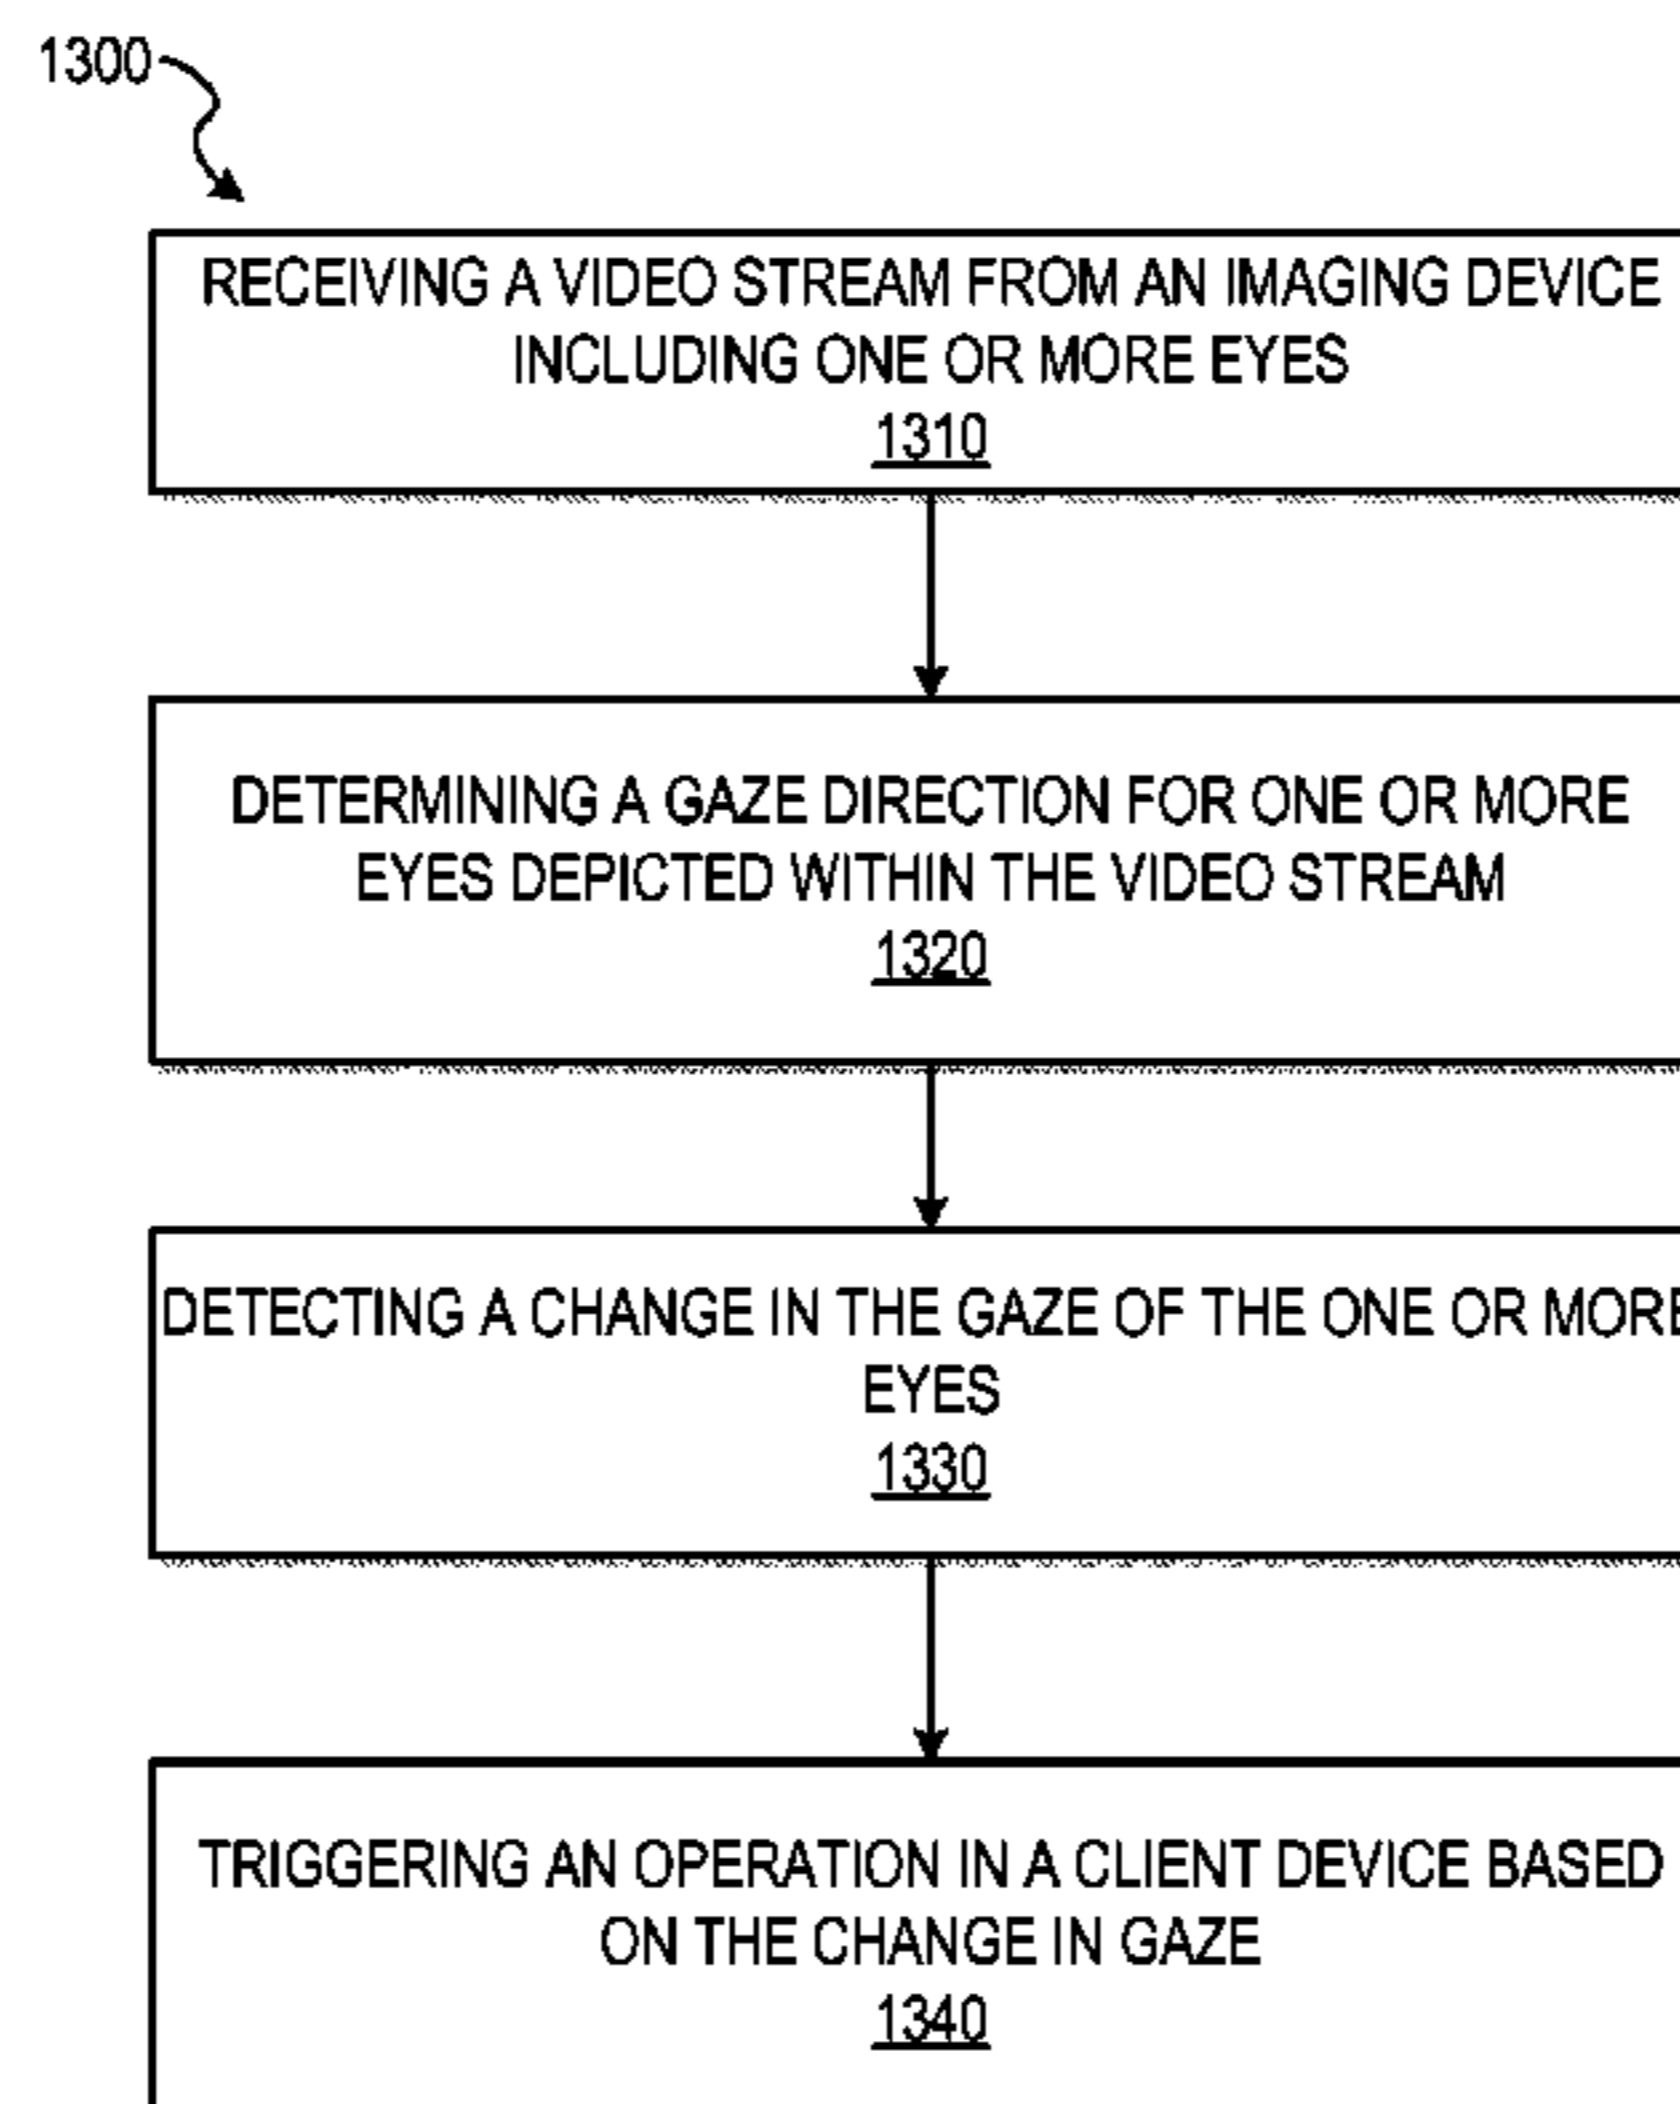 1300
RECEIVING A VIDEO STREAM FROM AN IMAGING DEVICE
INCLUDING ONE OR MORE EYES
1310
DETERMINING A GAZE DIRECTION FOR ONE OR MORE
EYES DEPICTED WITHIN THE VIDEO STREAM
1320
DETECTING A CHANGE IN THE GAZE OF THE ONE OR MORE
EYES
1330
TRIGGERING AN OPERATION IN A CLIENT DEVICE BASED
ON THE CHANGE IN GAZE
1340